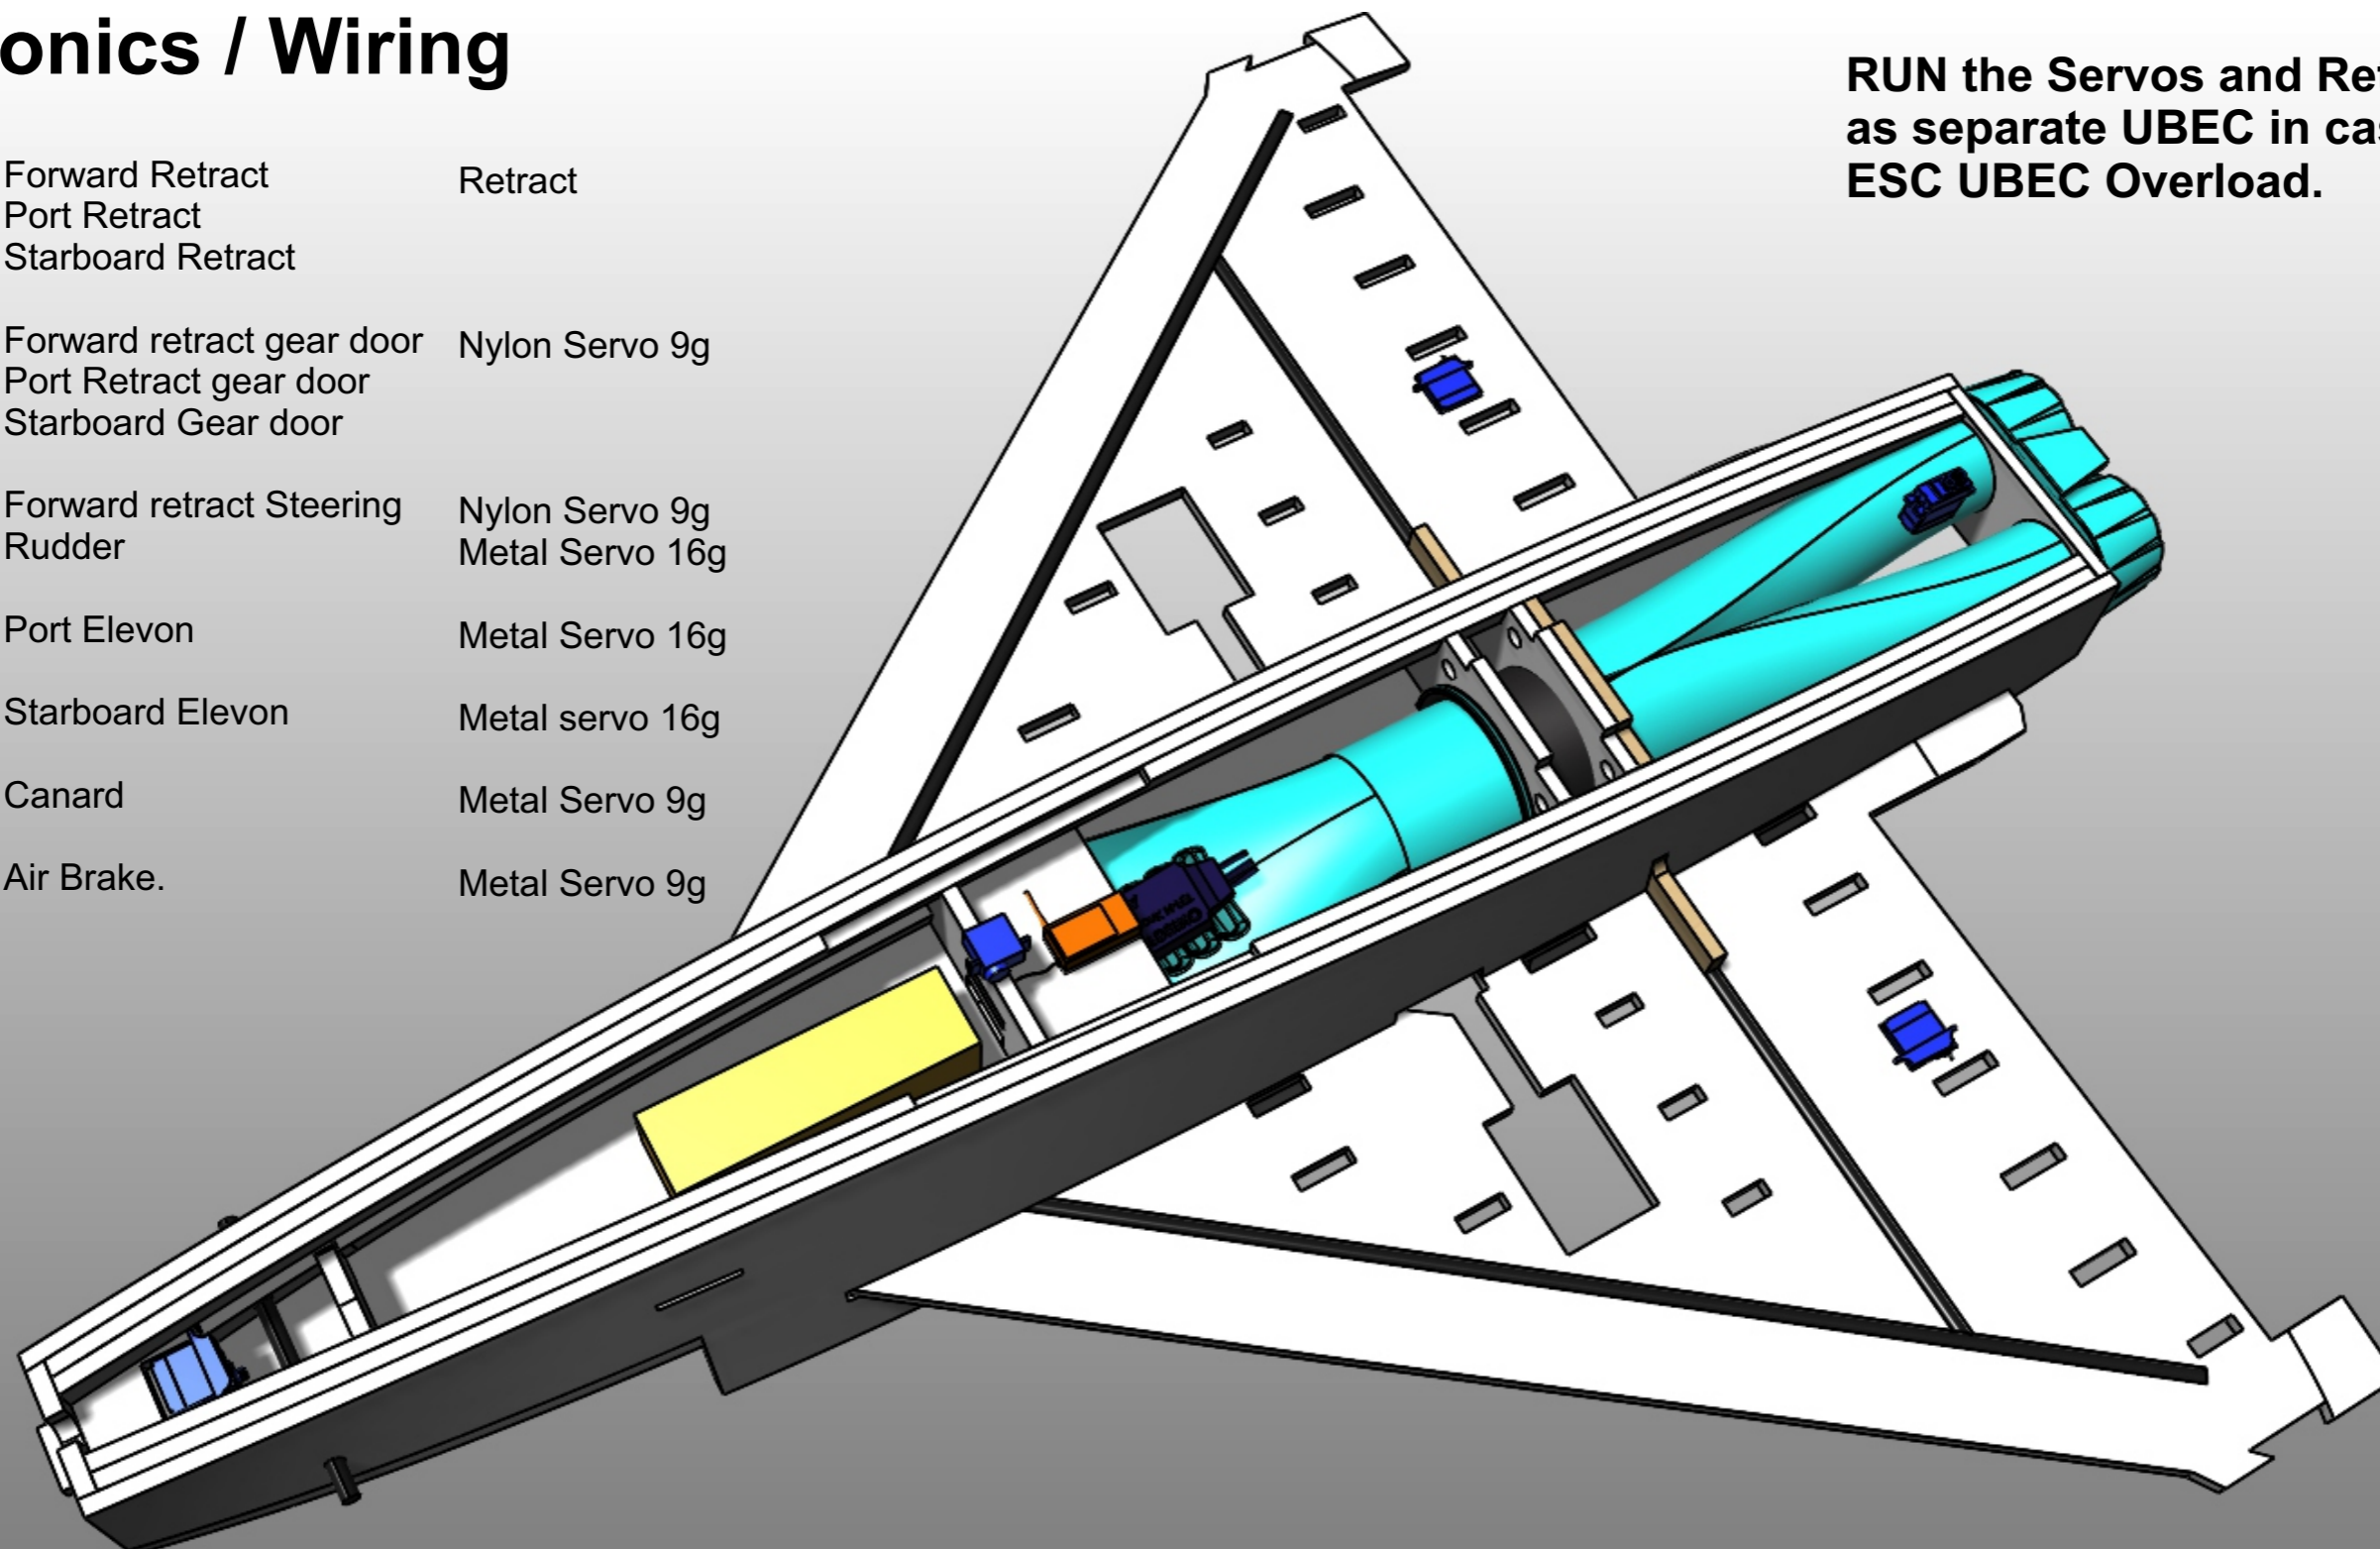 onics / Wiring
RUN the Servos and Ret
as separate UBEC in cas
ESC UBEC Overload.
Forward Retract Retract
Port Retract
Starboard Retract
Forward retract gear door Nylon Servo 9g
Port Retract gear door
Starboard Gear door
Forward retract Steering Nylon Servo 9g
Rudder Metal Servo 16g
Port Elevon Metal Servo 16g
Starboard Elevon Metal servo 16g
Canard Metal Servo 9g
Air Brake. Metal Servo 9g